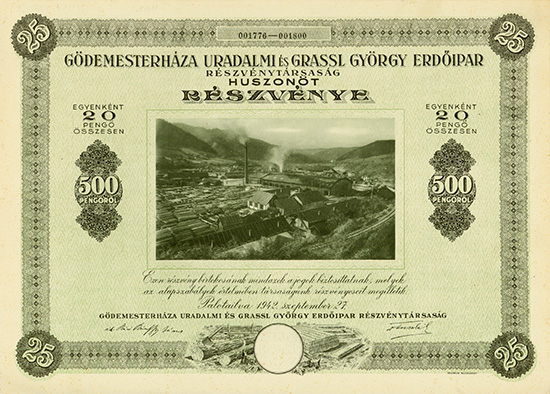 25
001776—001800
25
GÖDEMESTERHÁZA URADALMI ÉS GRASSL GYÖRGY ERDŐIPAR
RÉSZVÉNYTÁRSASÁG
HUSZONÖT
RÉSZVÉNYE
EGYENKÉNT
20
PENGŐ
ÖSSZESEN
500
PENGŐRŐL
EGYENKÉNT
20
PENGŐ
ÖSSZESEN
500
PENGŐRŐL
Ezen részvény birtokosának mindazok a jogok biztosíttatnak, melyek
az alapszabályok értelmében társaságunk részvényeseit megilletik.
Palotailva, 1942. szeptember 27.
GÖDEMESTERHÁZA URADALMI ÉS GRASSL GYÖRGY ERDŐIPAR RÉSZVÉNYTÁRSASÁG
25
25